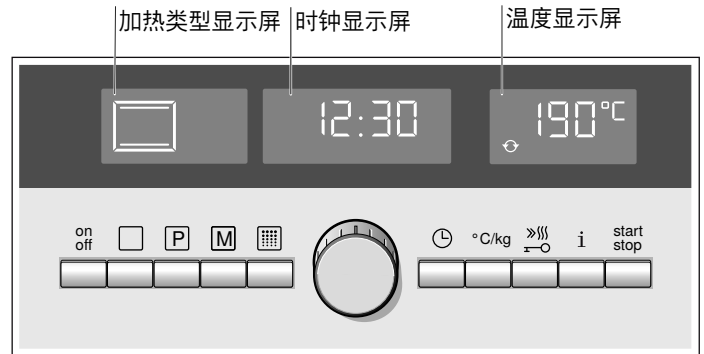 加热类型显示屏
时钟显示屏
温度显示屏
12:30
190°C
on
off
P
M
°C/kg
i
start
stop